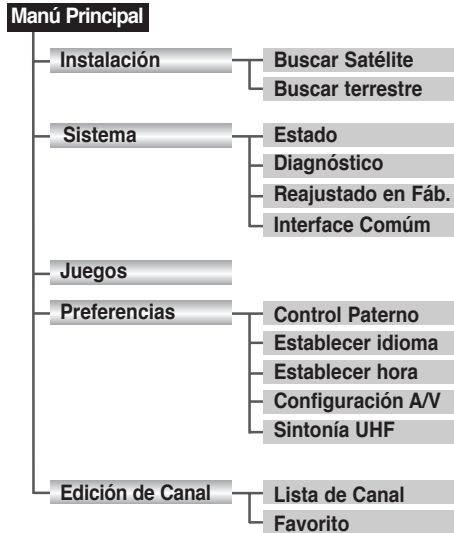 Manú Principal
Instalación
Buscar Satélite
Buscar terrestre
Sistema
Estado
Diagnóstico
Reajustado en Fáb.
Interface Comúm
Juegos
Preferencias
Control Paterno
Establecer idioma
Establecer hora
Configuración A/V
Sintonía UHF
Edición de Canal
Lista de Canal
Favorito